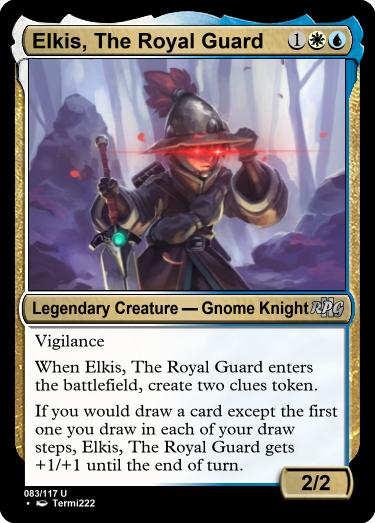 Elkis, The Royal Guard 1
Legendary Creature — Gnome Knight RPG
Vigilance
When Elkis, The Royal Guard enters
the battlefield, create two clues token.
If you would draw a card except the first
one you draw in each of your draw
steps, Elkis, The Royal Guard gets
+1/+1 until the end of turn.
2/2
083/117 U
• Termi222